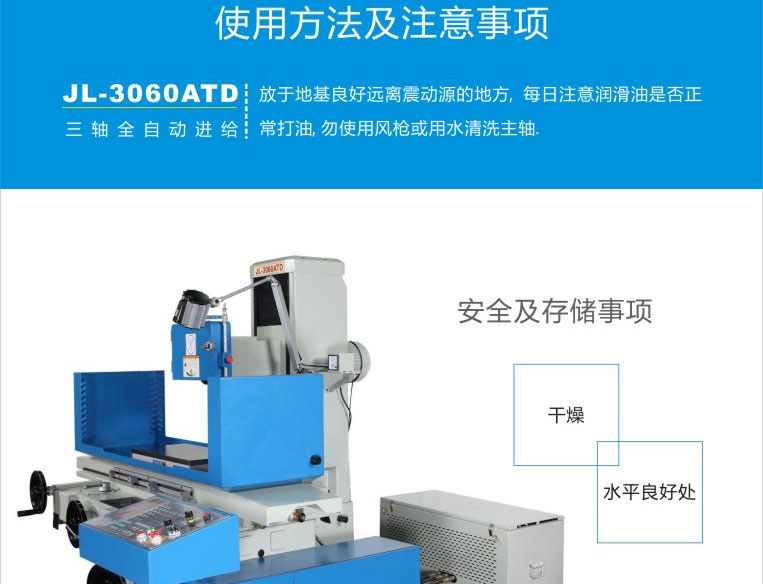 使用方法及注意事项
JL-3060ATD
三轴全自动进给
放于地基良好远离震动源的地方, 每日注意润滑油是否正
常打油, 勿使用风枪或用水清洗主轴.
JL-3060ATD
安全及存储事项
干燥
水平良好处